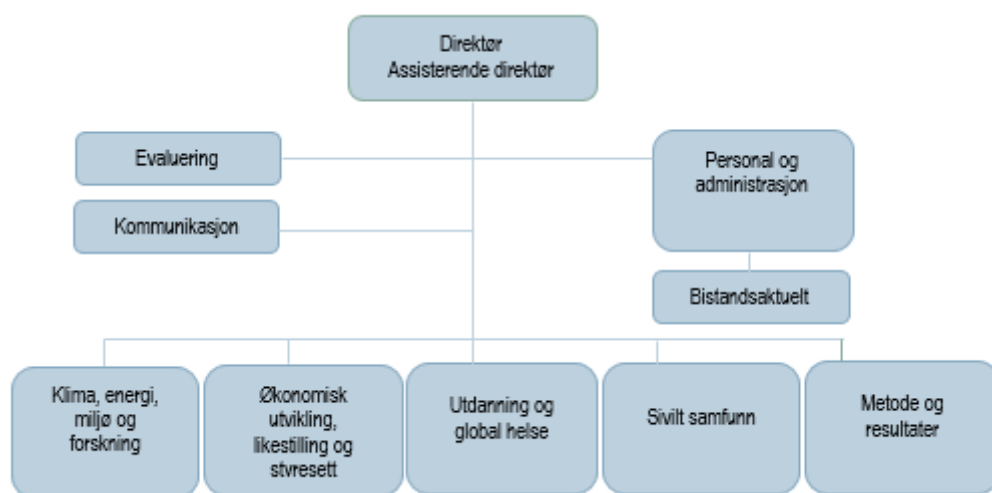 Direktør
Assisterende direktør
Evaluering
Personal og
administrasjon
Kommunikasjon
Bistandsaktuelt
Klima, energi,
miljø og
forskning
Økonomisk
utvikling,
likestilling og
styresett
Utdanning og
global helse
Sivilt samfunn
Metode og
resultater